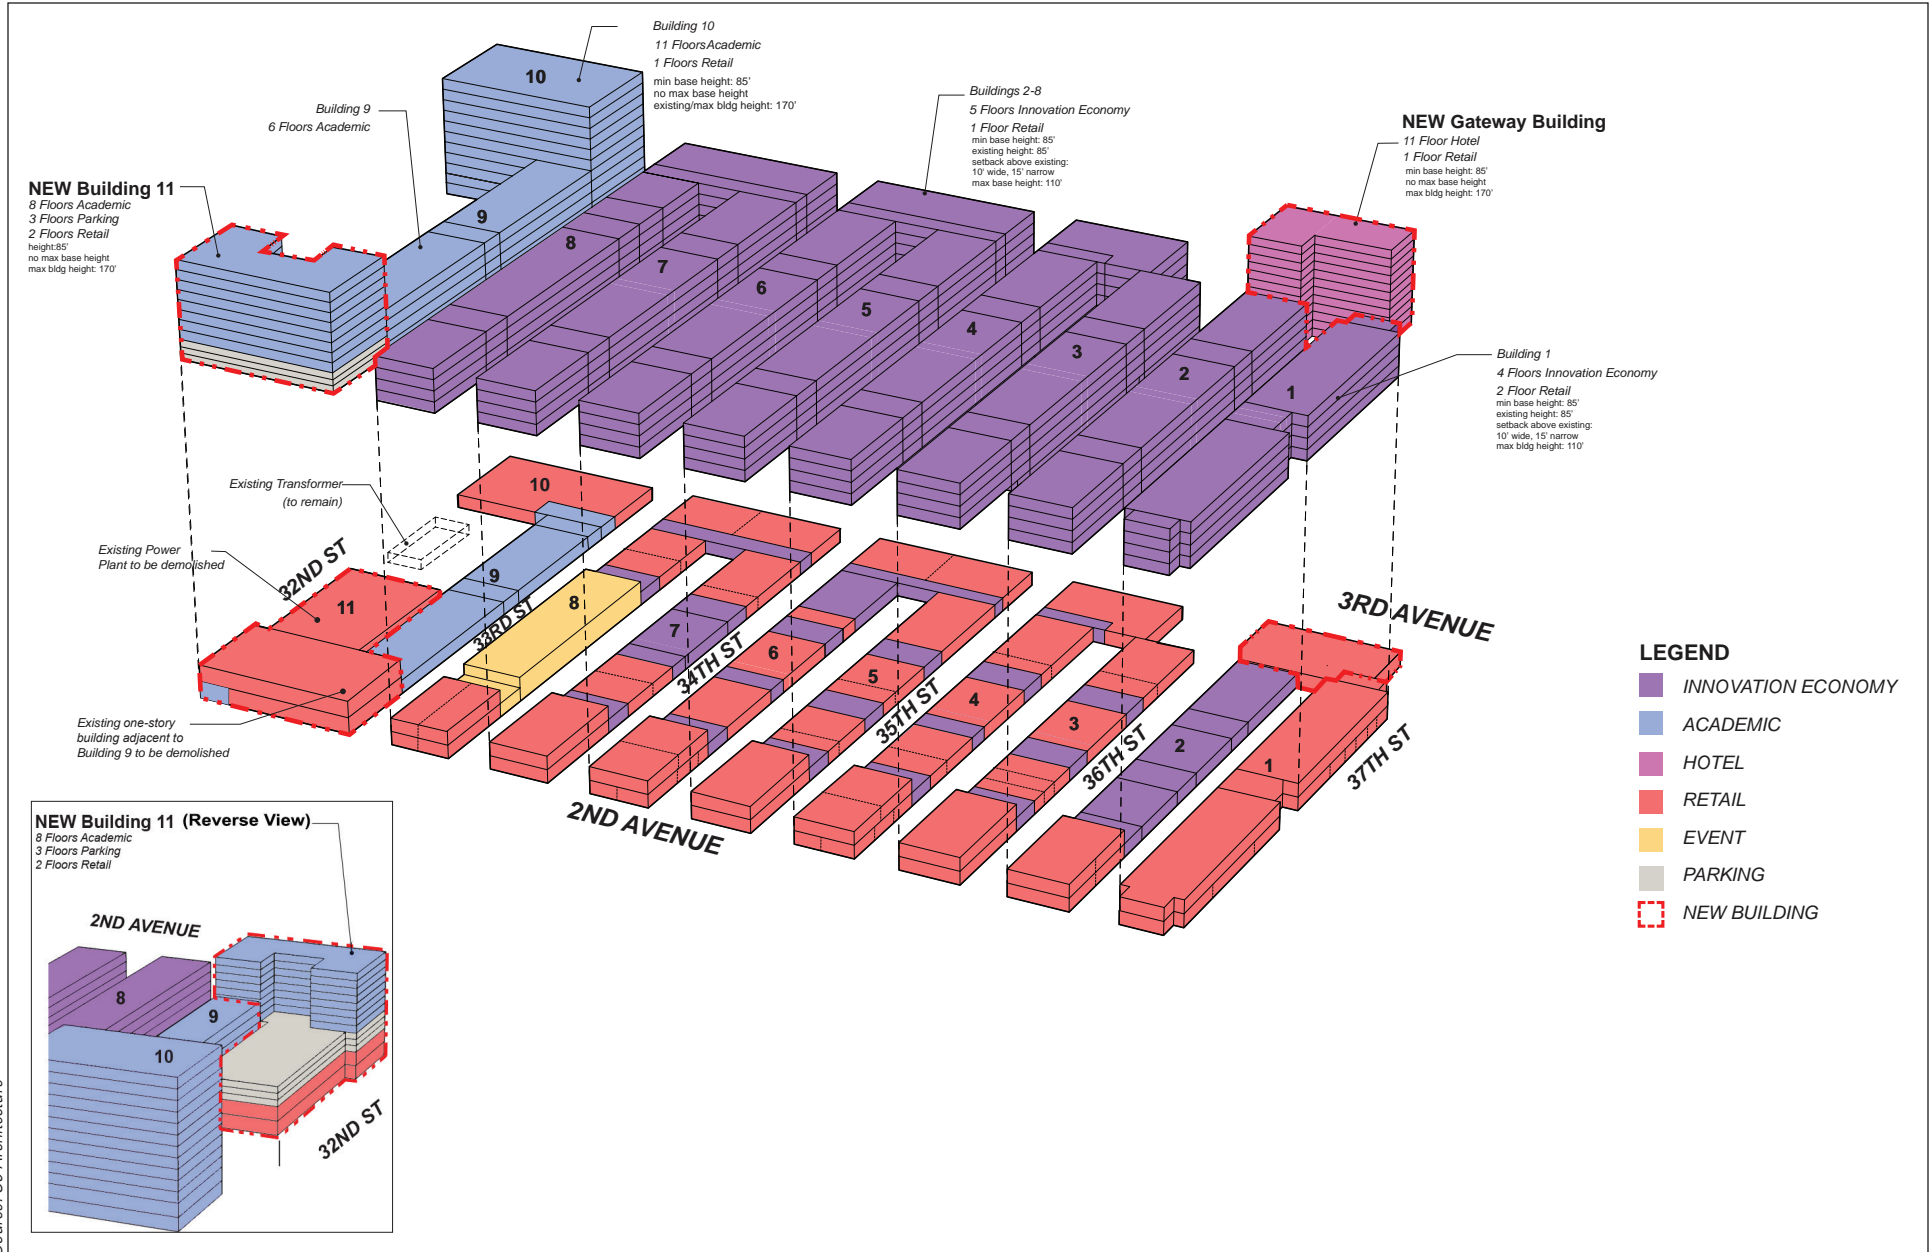 Building 10
11 FloorsAcademic
1 Floors Retail
min base height: 85'
no max base height
existing/max bldg height: 170'
Building 9
6 Floors Academic
Buildings 2-8
5 Floors Innovation Economy
1 Floor Retail
min base height: 85'
existing height: 85'
setback above existing:
10' wide, 15' narrow
max base height: 110'
NEW Gateway Building
11 Floor Hotel
1 Floor Retail
min base height: 85'
no max base height
max bldg height: 170'
NEW Building 11
8 Floors Academic
3 Floors Parking
2 Floors Retail
height:85'
no max base height
max bldg height: 170'
10
9
8
7
6
5
4
3
2
1
Building 1
4 Floors Innovation Economy
2 Floor Retail
min base height: 85'
existing height: 85'
setback above existing:
10' wide, 15' narrow
max bldg height: 110'
Existing Transformer
(to remain)
Existing Power
Plant to be demolished
Existing one-story
building adjacent to
Building 9 to be demolished
32ND ST
33RD ST
34TH ST
35TH ST
36TH ST
37TH ST
2ND AVENUE
3RD AVENUE
10
11
9
8
7
6
5
4
3
2
1
LEGEND
INNOVATION ECONOMY
ACADEMIC
HOTEL
RETAIL
EVENT
PARKING
NEW BUILDING
NEW Building 11 (Reverse View)
8 Floors Academic
3 Floors Parking
2 Floors Retail
2ND AVENUE
8
9
10
32ND ST